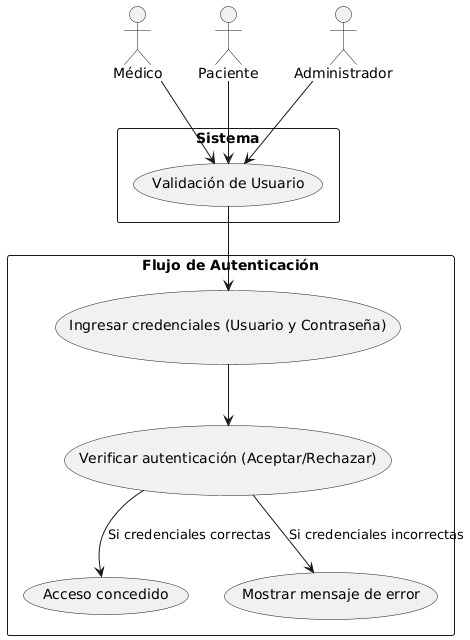 Médico
Paciente
Administrador
Sistema
Validación de Usuario
Flujo de Autenticación
Ingresar credenciales (Usuario y Contraseña)
Verificar autenticación (Aceptar/Rechazar)
Si credenciales correctas
Si credenciales incorrectas
Acceso concedido
Mostrar mensaje de error